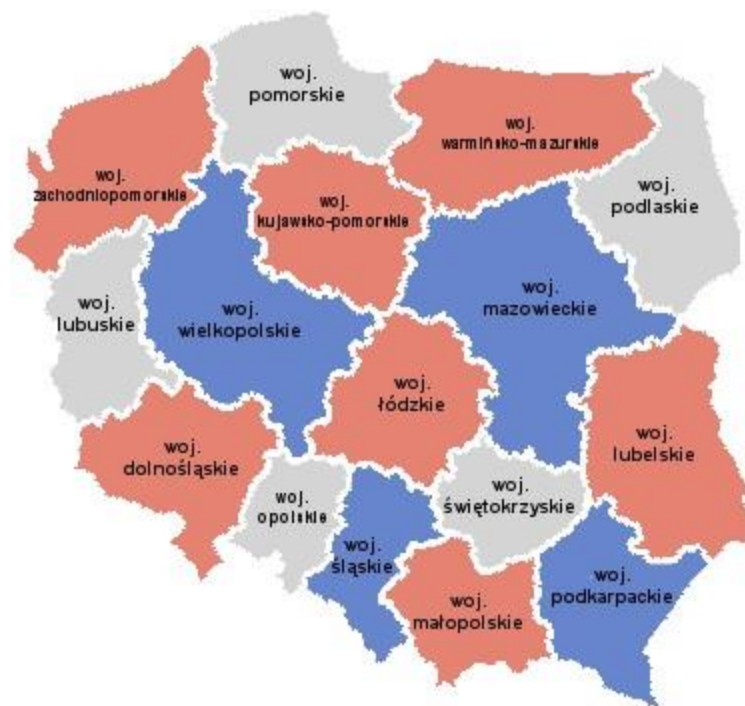 woj.
pomorskie
woj.
warmińsko-mazurskie
woj.
zachodniopomorskie
woj.
kujawsko-pomorskie
woj.
podlaskie
woj.
lubuskie
woj.
wielkopolskie
woj.
mazowieckie
woj.
łódzkie
woj.
dolnośląskie
woj.
lubelskie
woj.
opolskie
woj.
świętokrzyskie
woj.
śląskie
woj.
małopolskie
woj.
podkarpackie